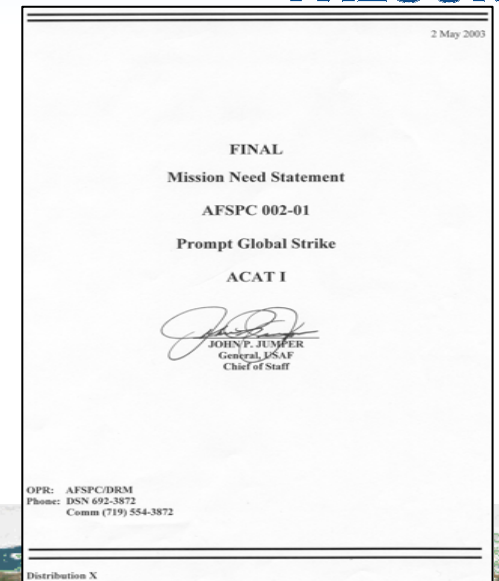 2 May 2003
FINAL
Mission Need Statement
AFSPC 002-01
Prompt Global Strike
ACAT I
JOHN P. JUMPER
General, USAF
Chief of Staff
OPR: AFSPC/DRM
Phone: DSN 692-3872
Comm (719) 554-3872
Distribution X